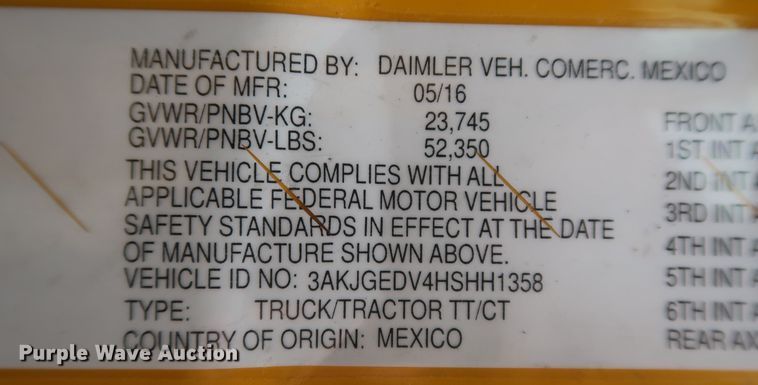 MANUFACTURED BY: DAIMLER VEH. COMERC. MEXICO
DATE OF MFR: 05/16
GVWR/PNBV-KG: 23,745
GVWR/PNBV-LBS: 52,350
THIS VEHICLE COMPLIES WITH ALL
APPLICABLE FEDERAL MOTOR VEHICLE
SAFETY STANDARDS IN EFFECT AT THE DATE
OF MANUFACTURE SHOWN ABOVE.
VEHICLE ID NO: 3AKJGEDV4HSHH1358
TYPE: TRUCK/TRACTOR TT/CT
COUNTRY OF ORIGIN: MEXICO
FRONT A
1ST INT A
2ND INT A
3RD INT A
4TH INT A
5TH INT A
6TH INT A
REAR AX
Purple Wave Auction